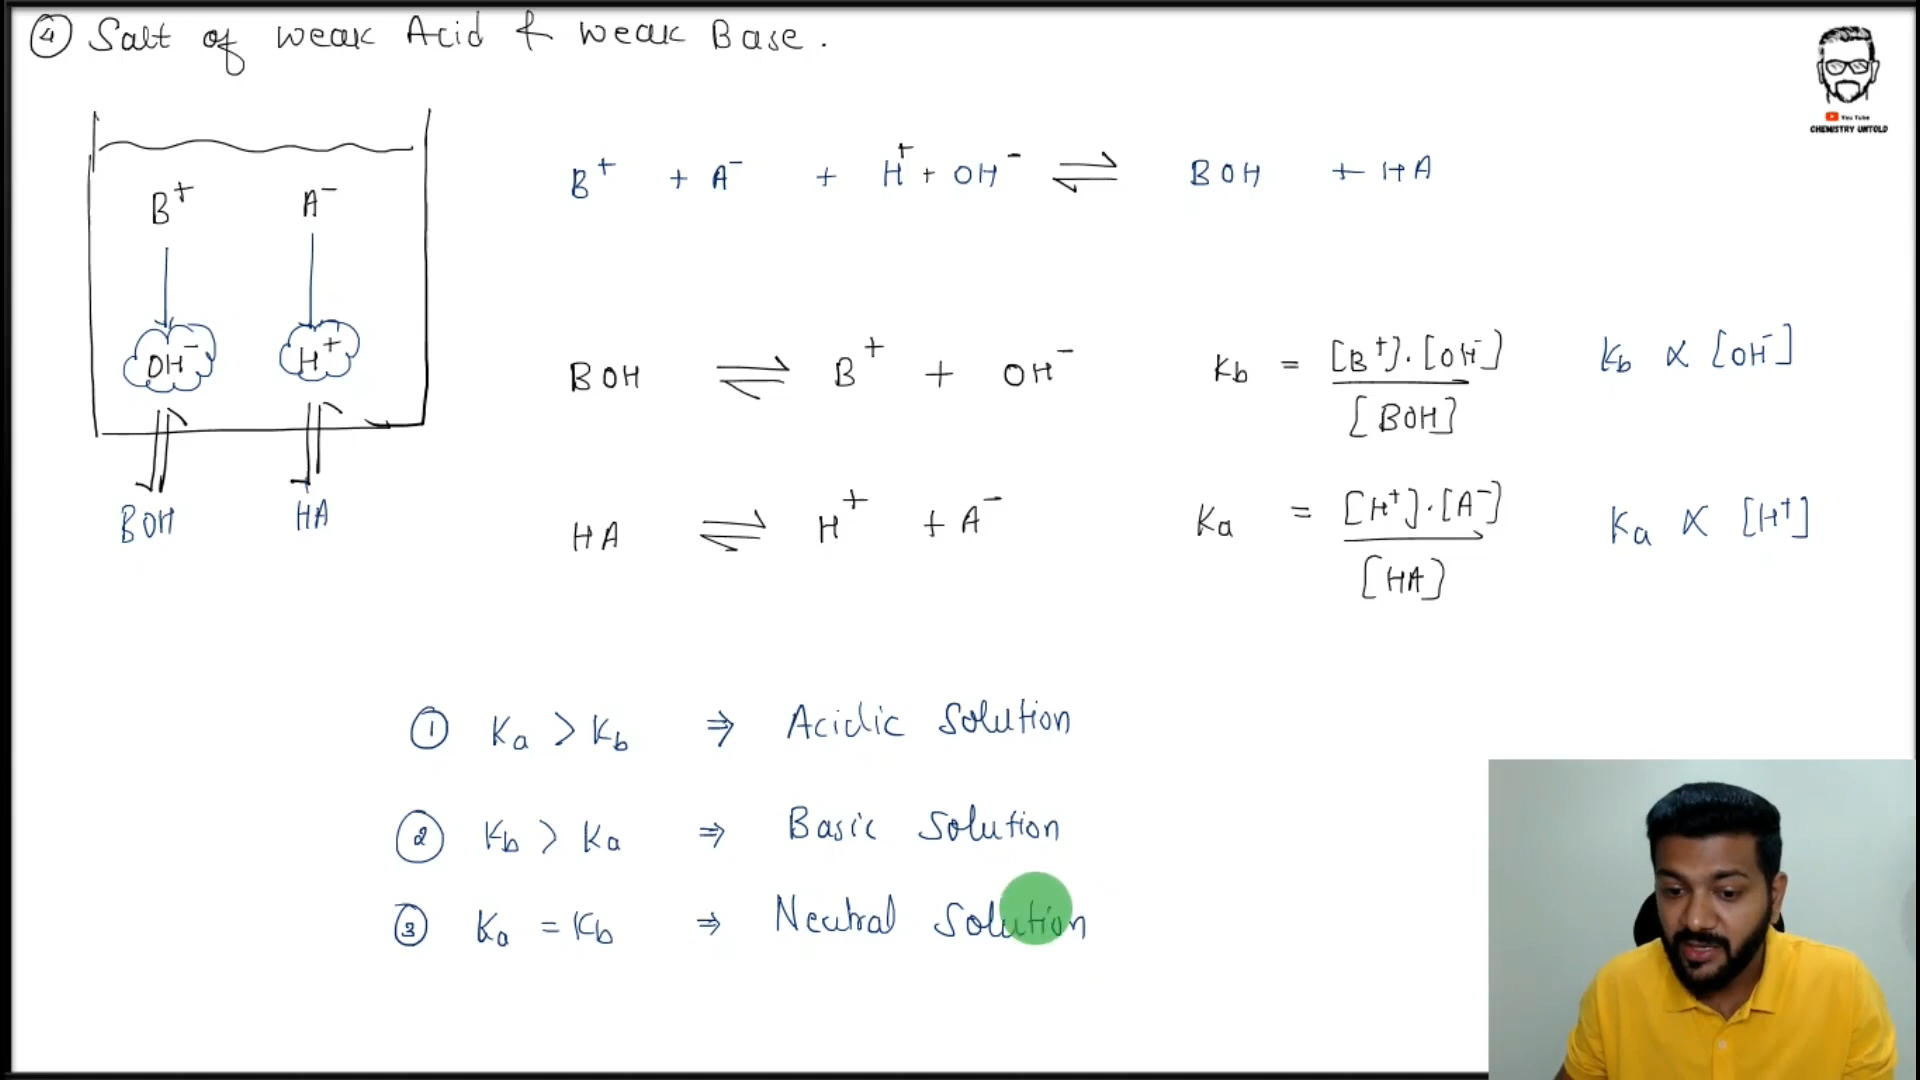 ④ Salt of weak Acid & weak Base.
You Tube
CHEMISTRY UNTOLD
B⁺ A⁻
OH⁻ H⁺
BOH HA
B⁺ + A⁻ + H⁺ + OH⁻ ⇌ BOH + HA
BOH ⇌ B⁺ + OH⁻ Kb = [B⁺].[OH⁻] / [BOH] Kb ∝ [OH⁻]
HA ⇌ H⁺ + A⁻ Ka = [H⁺].[A⁻] / [HA] Ka ∝ [H⁺]
① Ka > Kb ⇒ Acidic Solution
② Kb > Ka ⇒ Basic Solution
③ Ka = Kb ⇒ Neutral Solution